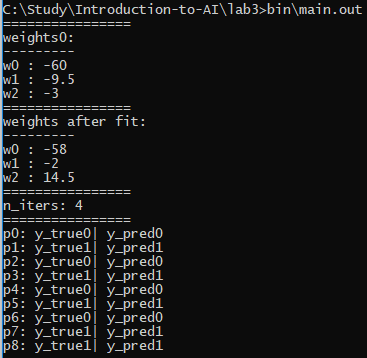 C:\Study\Introduction-to-AI\lab3>bin\main.out
================
weights0:
---------
w0 : -60
w1 : -9.5
w2 : -3
================
weights after fit:
---------
w0 : -58
w1 : -2
w2 : 14.5
================
n_iters: 4
================
p0: y_true0| y_pred0
p1: y_true1| y_pred1
p2: y_true0| y_pred0
p3: y_true1| y_pred1
p4: y_true0| y_pred0
p5: y_true1| y_pred1
p6: y_true0| y_pred0
p7: y_true1| y_pred1
p8: y_true1| y_pred1